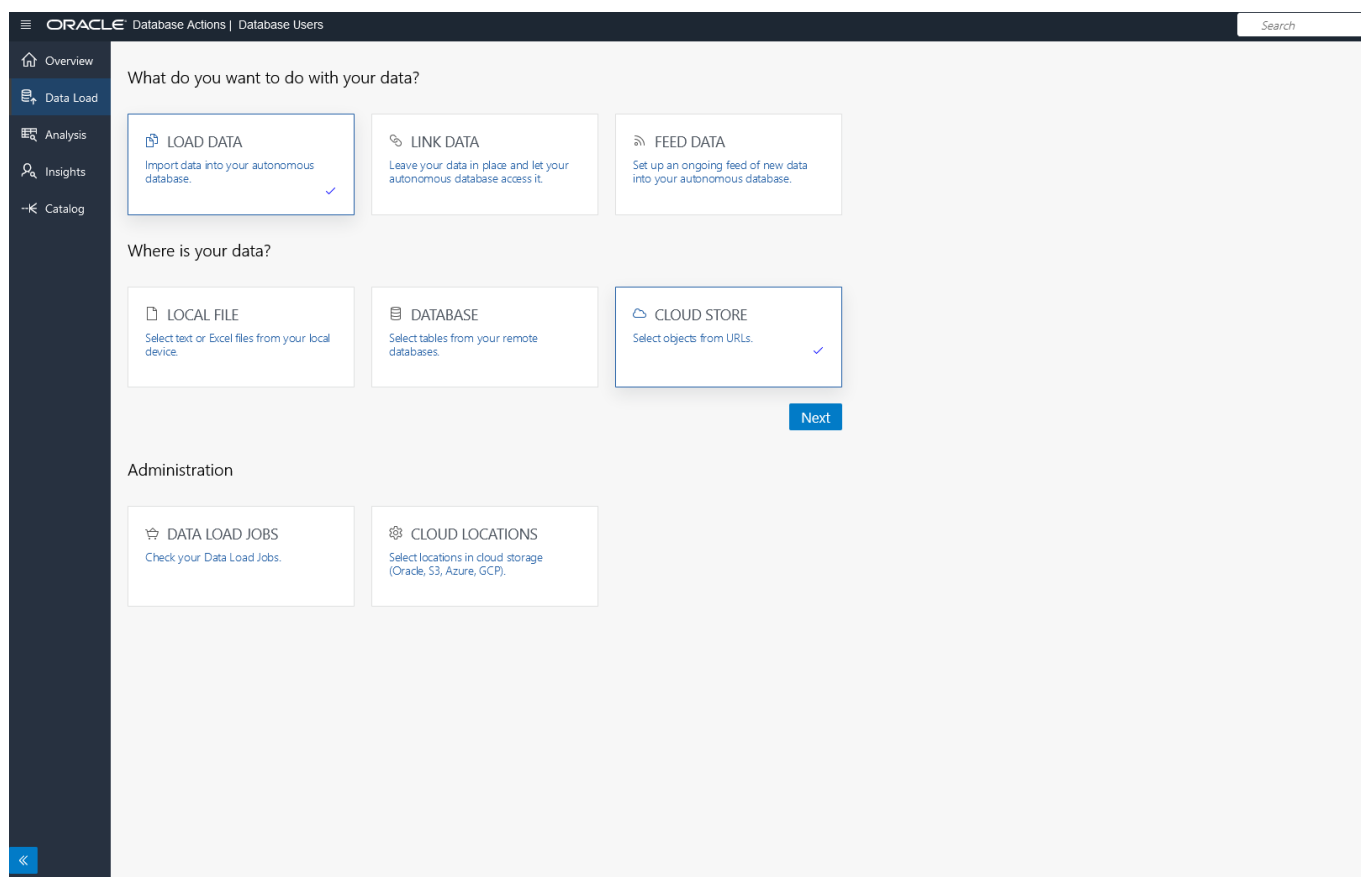 ORACLE Database Actions | Database Users
Search
Overview
Data Load
Analysis
Insights
Catalog
What do you want to do with your data?
LOAD DATA
Import data into your autonomous
database.
LINK DATA
Leave your data in place and let your
autonomous database access it.
FEED DATA
Set up an ongoing feed of new data
into your autonomous database.
Where is your data?
LOCAL FILE
Select text or Excel files from your local
device.
DATABASE
Select tables from your remote
databases.
CLOUD STORE
Select objects from URLs.
Next
Administration
DATA LOAD JOBS
Check your Data Load Jobs.
CLOUD LOCATIONS
Select locations in cloud storage
(Oracle, S3, Azure, GCP).